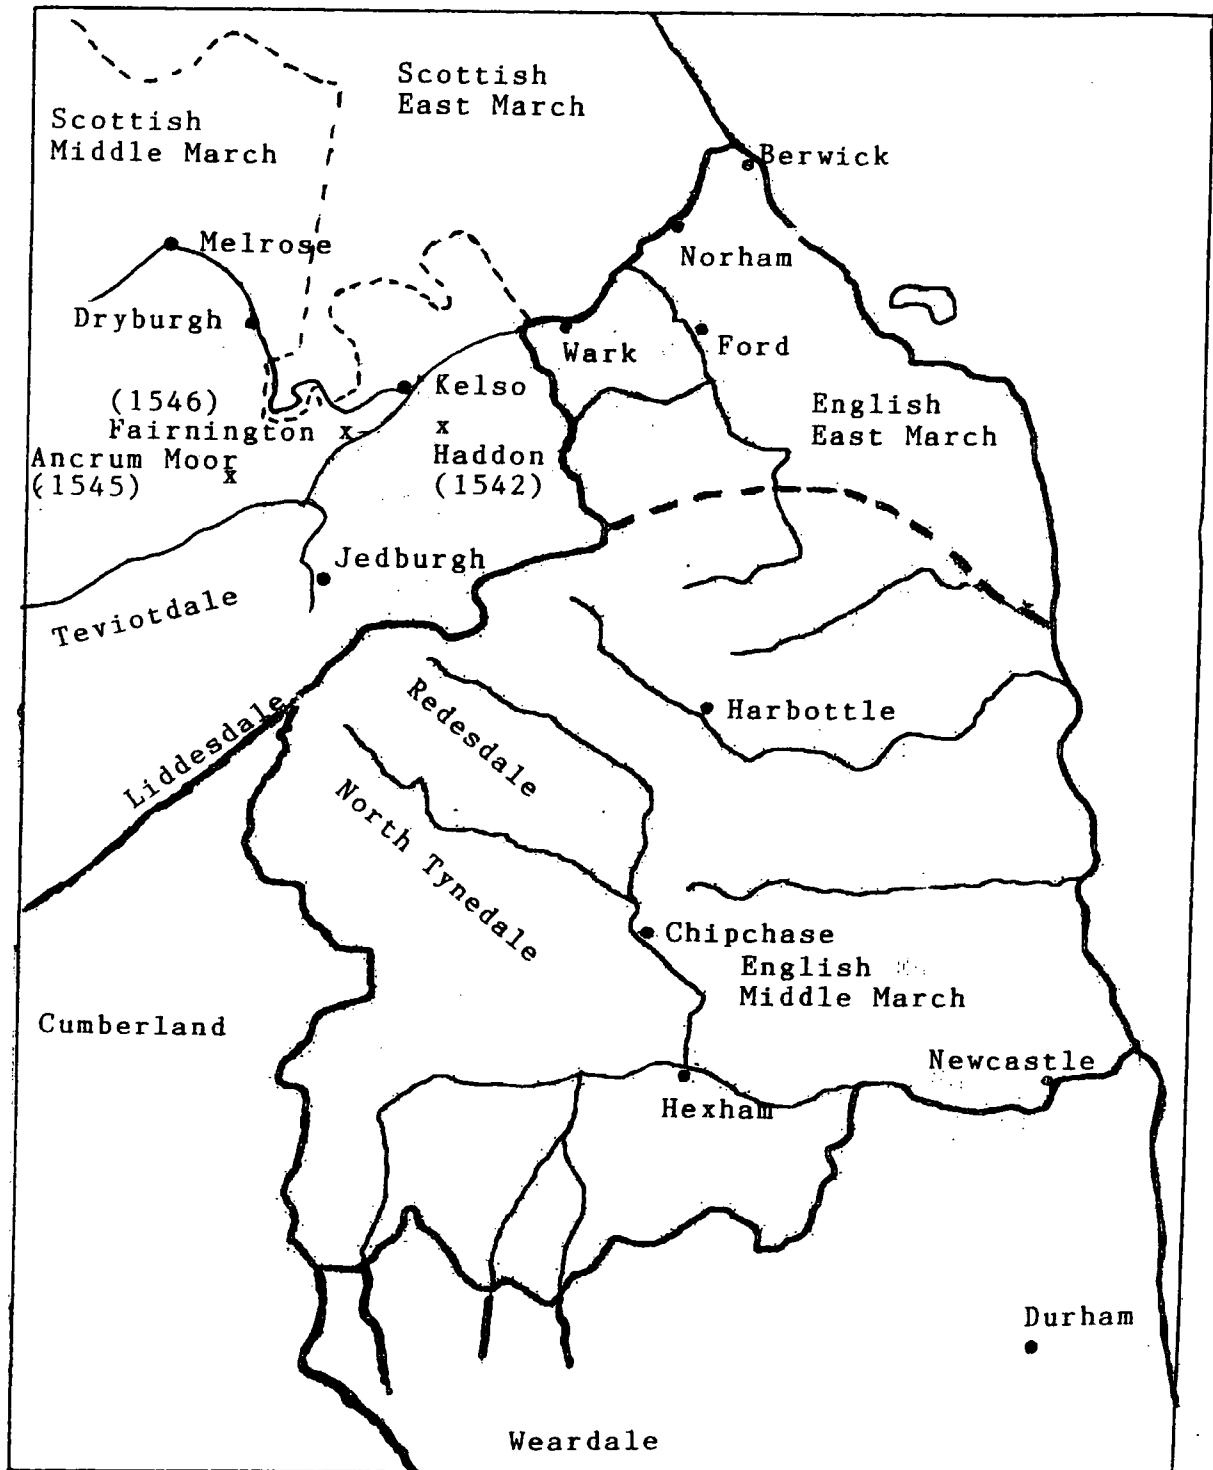 Scottish
East March
Scottish
Middle March
Berwick
Melrose
Norham
Dryburgh
Wark
Ford
Kelso
(1546)
Fairnington x
x
English
East March
Ancrum Moor
x
(1545)
Haddon
(1542)
Jedburgh
Teviotdale
Liddesdale
Redesdale
Harbottle
North Tynedale
Chipchase
English
Middle March
Cumberland
Newcastle
Hexham
Durham
Weardale